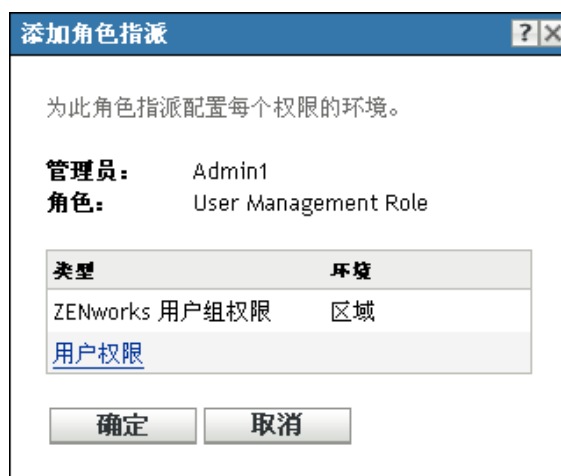 添加角色指派
为此角色指派配置每个权限的环境。
管理员： Admin1
角色： User Management Role
类型 环境
ZENworks 用户组权限 区域
用户权限
确定 取消